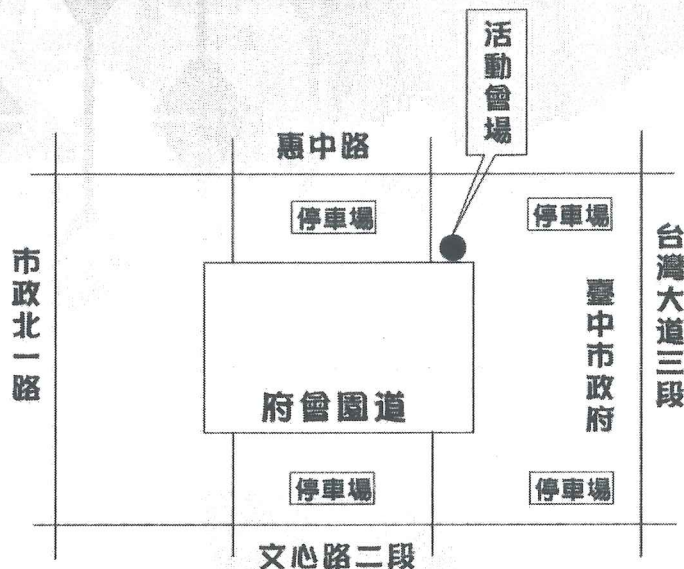 活動會場
惠中路
停車場
停車場
市政北一路
台灣大道三段
臺中市政府
府會園道
停車場
停車場
文心路二段